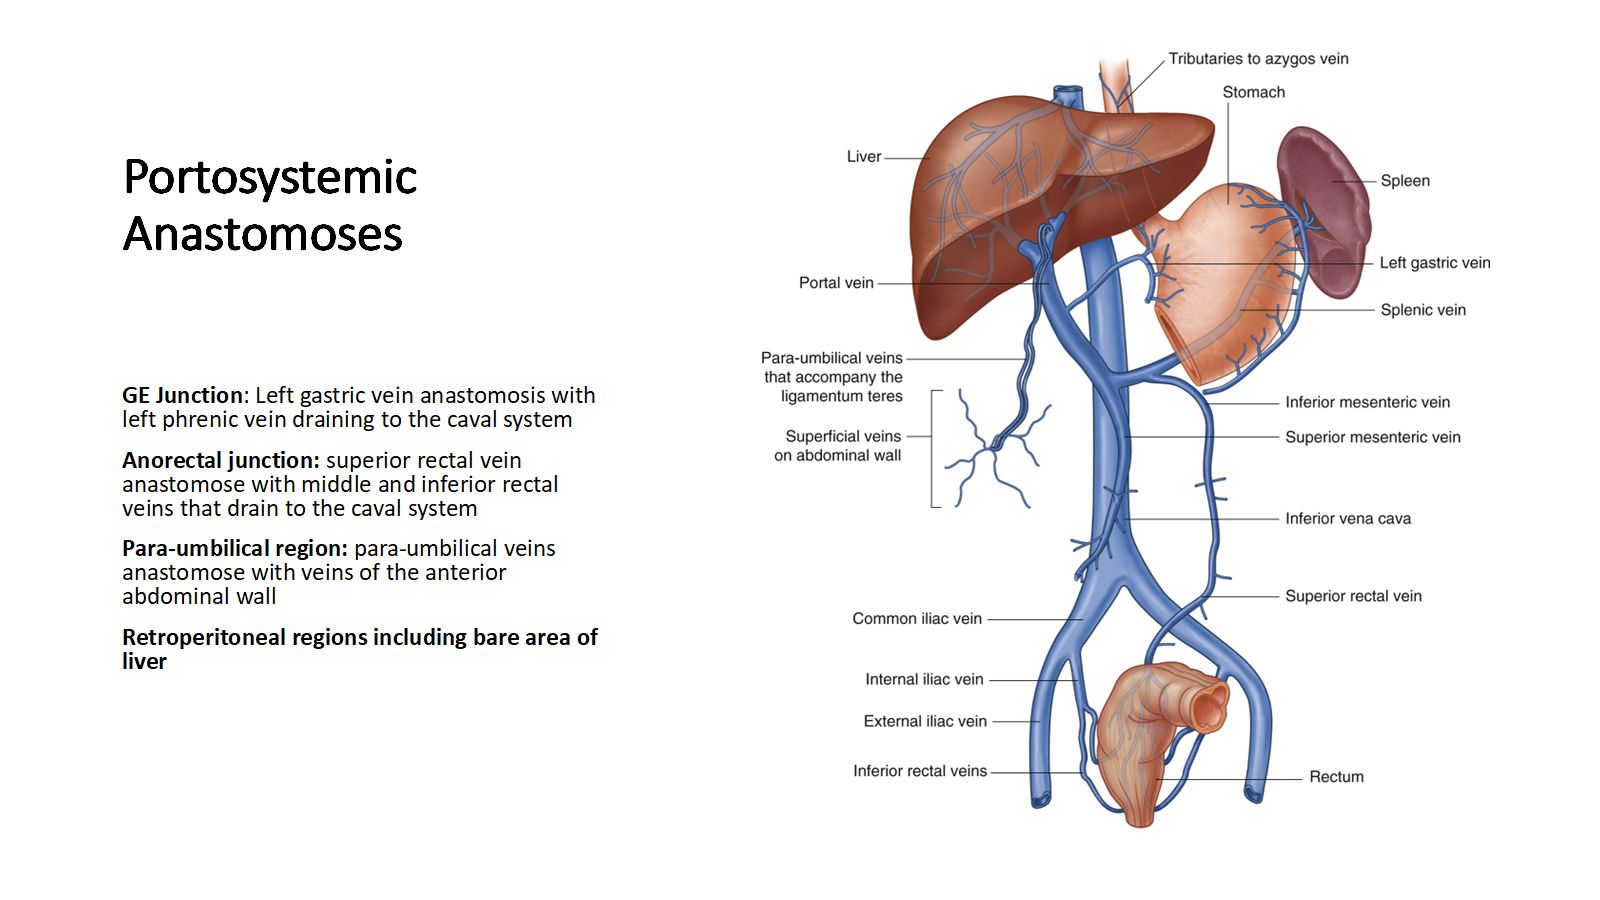 Portosystemic
Anastomoses
GE Junction: Left gastric vein anastomosis with
left phrenic vein draining to the caval system
Anorectal junction: superior rectal vein
anastomose with middle and inferior rectal
veins that drain to the caval system
Para-umbilical region: para-umbilical veins
anastomose with veins of the anterior
abdominal wall
Retroperitoneal regions including bare area of
liver
Tributaries to azygos vein
Stomach
Liver
Spleen
Left gastric vein
Portal vein
Splenic vein
Para-umbilical veins
that accompany the
ligamentum teres
Inferior mesenteric vein
Superficial veins
on abdominal wall
Superior mesenteric vein
Inferior vena cava
Superior rectal vein
Common iliac vein
Internal iliac vein
External iliac vein
Inferior rectal veins
Rectum